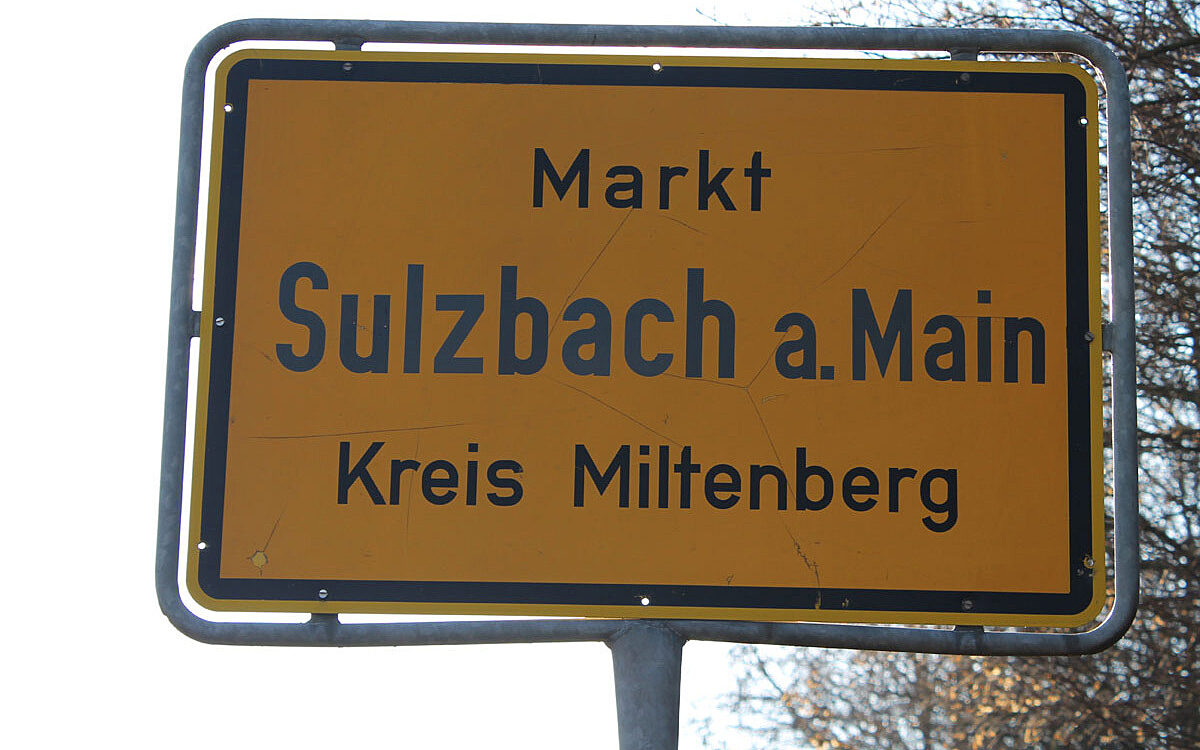 Markt
Sulzbach a. Main
Kreis Miltenberg